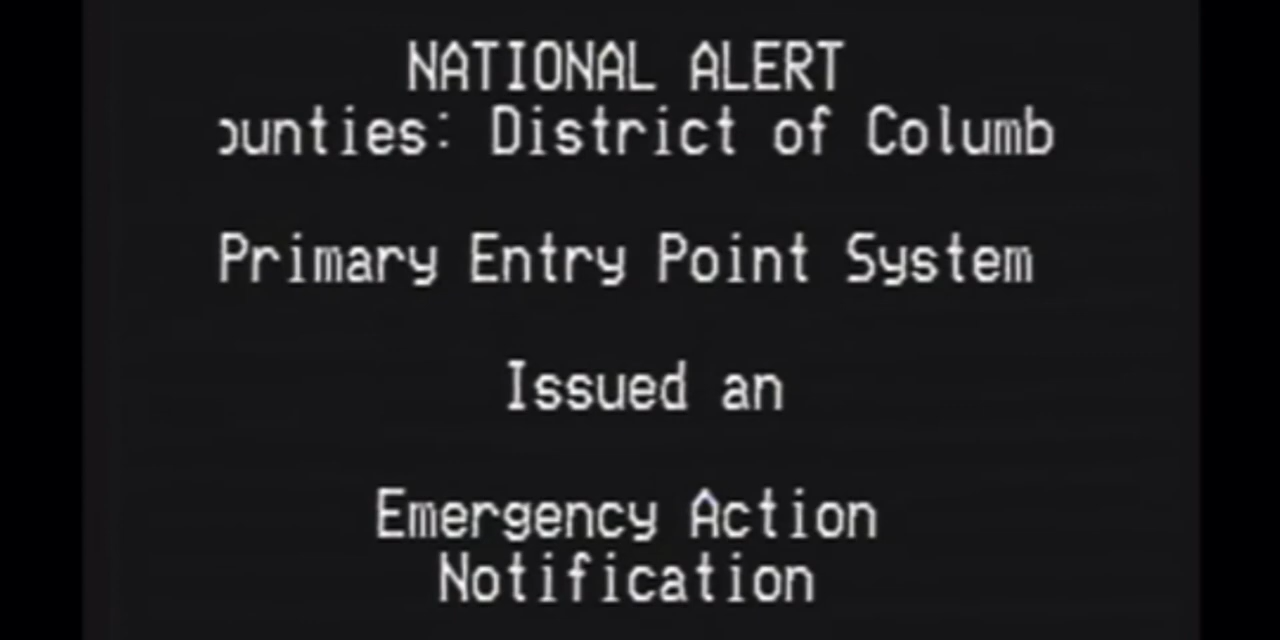 NATIONAL ALERT
ounties: District of Columb
Primary Entry Point System
Issued an
Emergency Action
Notification